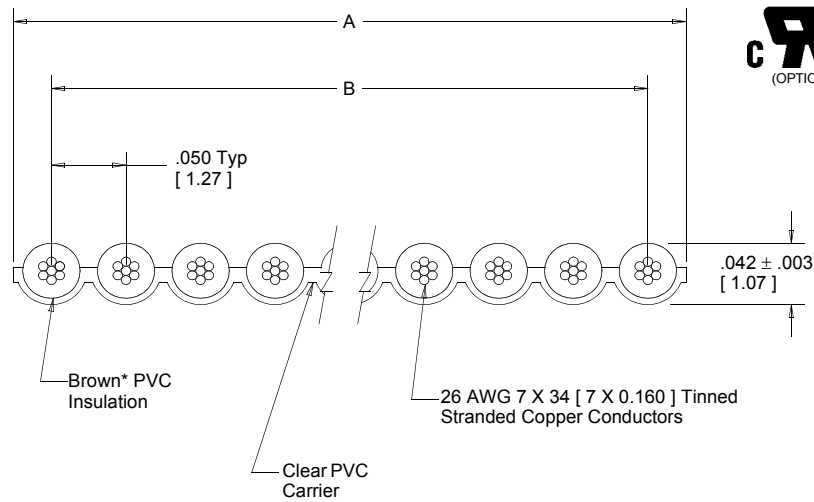 A
C
B
.050 Typ
[ 1.27 ]
.042 ± .003
[ 1.07 ]
Brown* PVC
Insulation
26 AWG 7 X 34 [ 7 X 0.160 ] Tinned
Stranded Copper Conductors
Clear PVC
Carrier